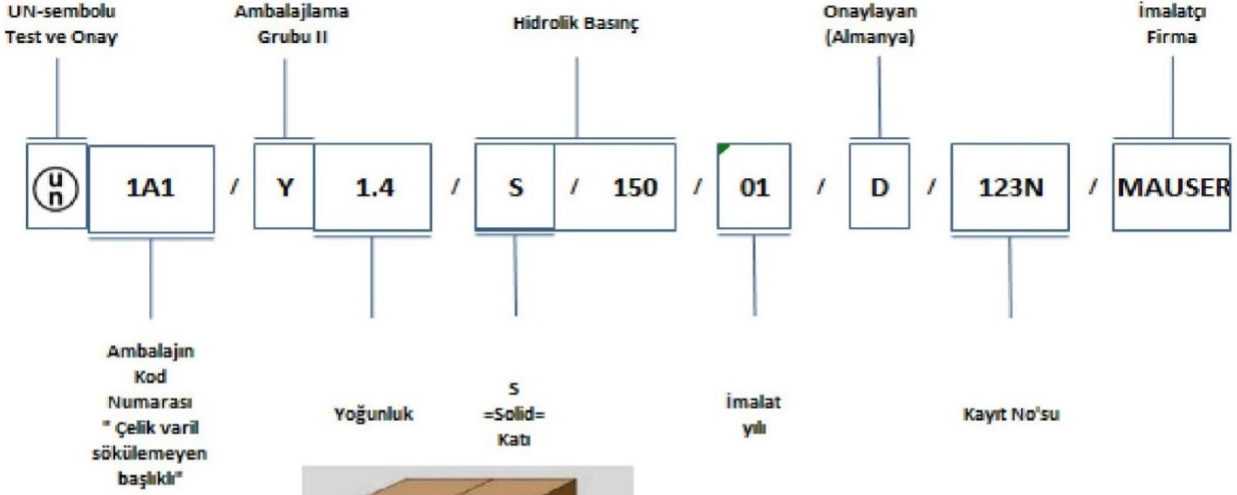 UN-sembolu
Test ve Onay
Ambalajlama
Grubu II
Hidrolik Basınç
Onaylayan
(Almanya)
İmalatçı
Firma
un 1A1 / Y 1.4 / S / 150 / 01 / D / 123N / MAUSER
Ambalajın
Kod
Numarası
" Çelik varil
sökülemeyen
başlıklı"
Yoğunluk
S
=Solid=
Katı
İmalat
yılı
Kayıt No'su